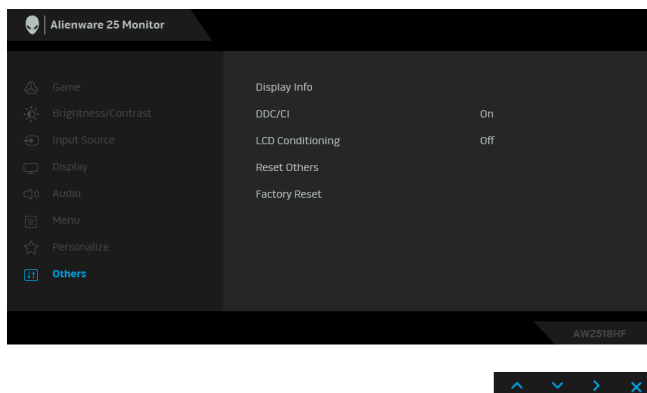 Alienware 25 Monitor
Game
Brightness/Contrast
Input Source
Display
Audio
Menu
Personalize
Others
Display Info
DDC/CI On
LCD Conditioning Off
Reset Others
Factory Reset
AW2518HF